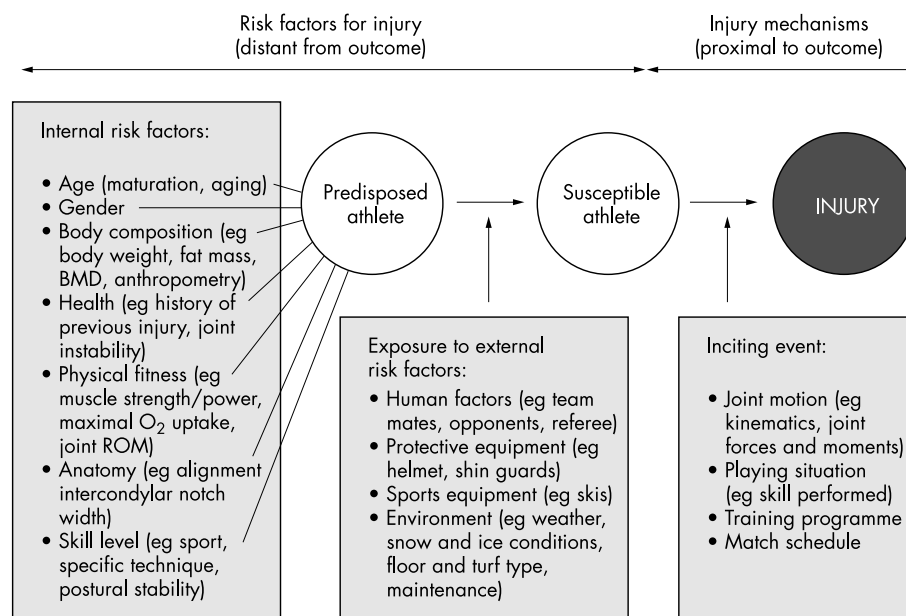 Risk factors for injury
(distant from outcome)
Injury mechanisms
(proximal to outcome)
Internal risk factors:
• Age (maturation, aging)
• Gender
• Body composition (eg
body weight, fat mass,
BMD, anthropometry)
• Health (eg history of
previous injury, joint
instability)
• Physical fitness (eg
muscle strength/power,
maximal O2 uptake,
joint ROM)
• Anatomy (eg alignment
intercondylar notch
width)
• Skill level (eg sport,
specific technique,
postural stability)
Predisposed
athlete
Susceptible
athlete
INJURY
Exposure to external
risk factors:
• Human factors (eg team
mates, opponents, referee)
• Protective equipment (eg
helmet, shin guards)
• Sports equipment (eg skis)
• Environment (eg weather,
snow and ice conditions,
floor and turf type,
maintenance)
Inciting event:
• Joint motion (eg
kinematics, joint
forces and moments)
• Playing situation
(eg skill performed)
• Training programme
• Match schedule